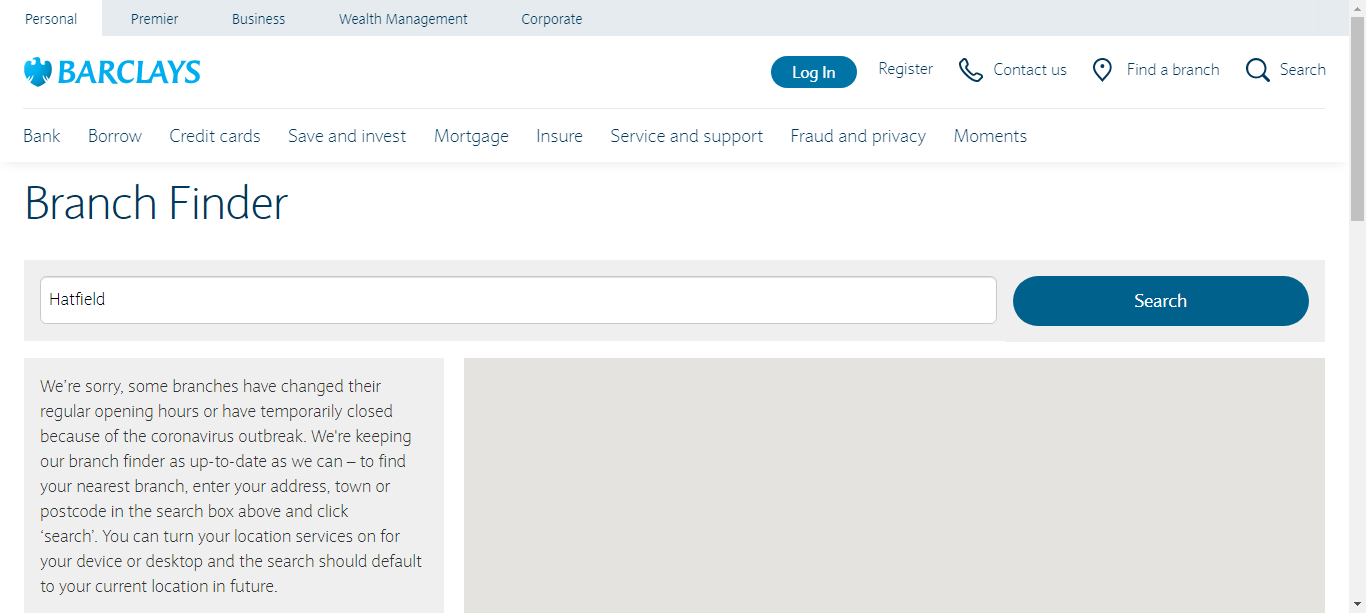 Personal Premier Business Wealth Management Corporate
BARCLAYS
Log In Register Contact us Find a branch Search
Bank Borrow Credit cards Save and invest Mortgage Insure Service and support Fraud and privacy Moments
Branch Finder
Hatfield
Search
We’re sorry, some branches have changed their
regular opening hours or have temporarily closed
because of the coronavirus outbreak. We're keeping
our branch finder as up-to-date as we can – to find
your nearest branch, enter your address, town or
postcode in the search box above and click
‘search’. You can turn your location services on for
your device or desktop and the search should default
to your current location in future.